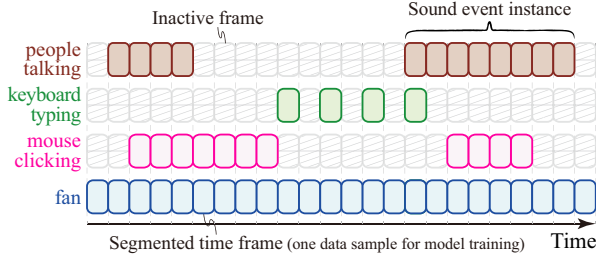 Inactive frame
Sound event instance
people
talking
keyboard
typing
mouse
clicking
fan
Segmented time frame (one data sample for model training)
Time